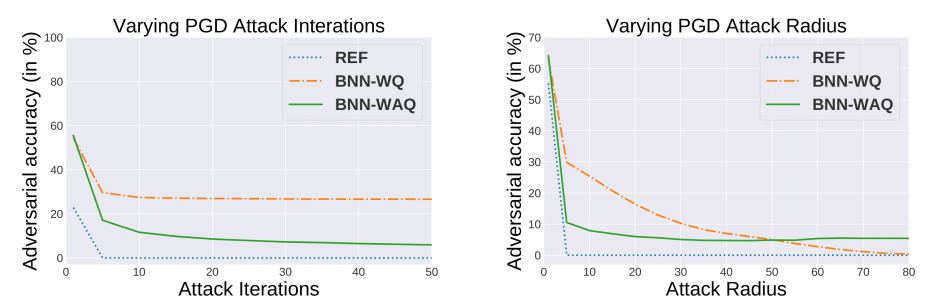 Varying PGD Attack Interations
Adversarial accuracy (in %)
100
80
60
40
20
0
REF
BNN-WQ
BNN-WAQ
0 10 20 30 40 50
Attack Iterations
Varying PGD Attack Radius
Adversarial accuracy (in %)
70
60
50
40
30
20
10
0
REF
BNN-WQ
BNN-WAQ
0 10 20 30 40 50 60 70 80
Attack Radius